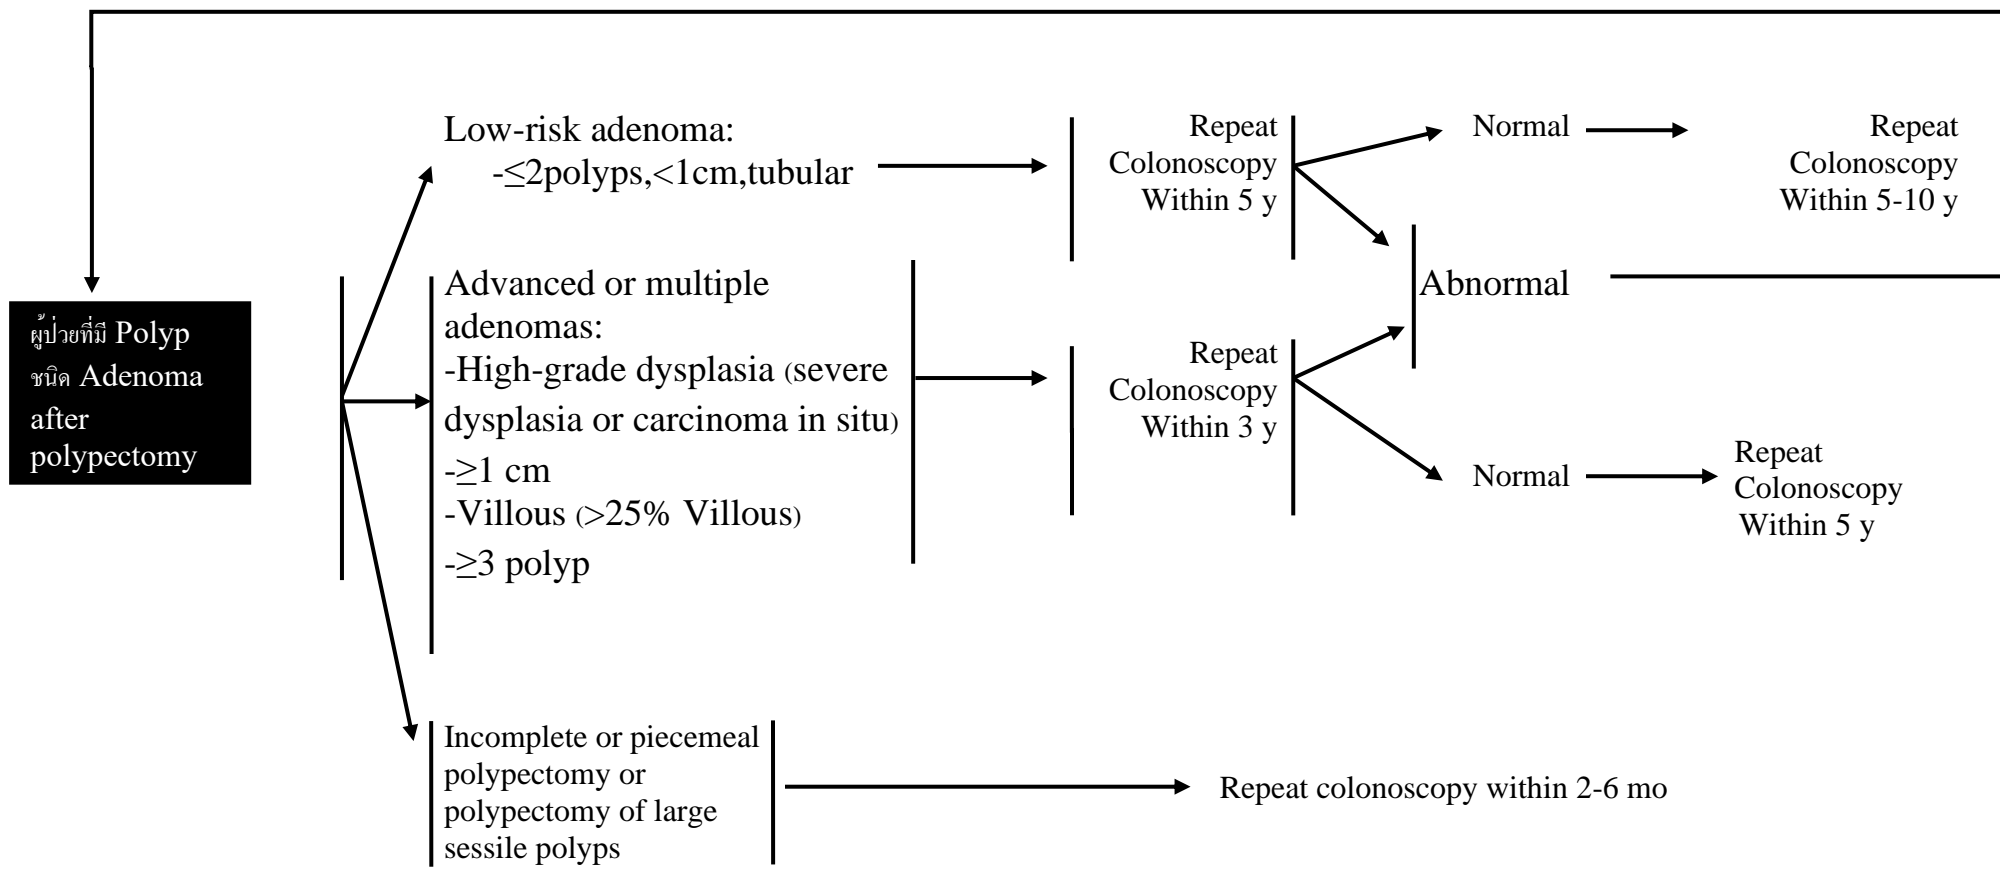 ผู้ป่วยที่มี Polyp
ชนิด Adenoma
after
polypectomy
Low-risk adenoma:
-≤2polyps,<1cm,tubular
Repeat
Colonoscopy
Within 5 y
Normal
Repeat
Colonoscopy
Within 5-10 y
Abnormal
Advanced or multiple
adenomas:
-High-grade dysplasia (severe
dysplasia or carcinoma in situ)
-≥1 cm
-Villous (>25% Villous)
-≥3 polyp
Repeat
Colonoscopy
Within 3 y
Normal
Repeat
Colonoscopy
Within 5 y
Incomplete or piecemeal
polypectomy or
polypectomy of large
sessile polyps
Repeat colonoscopy within 2-6 mo